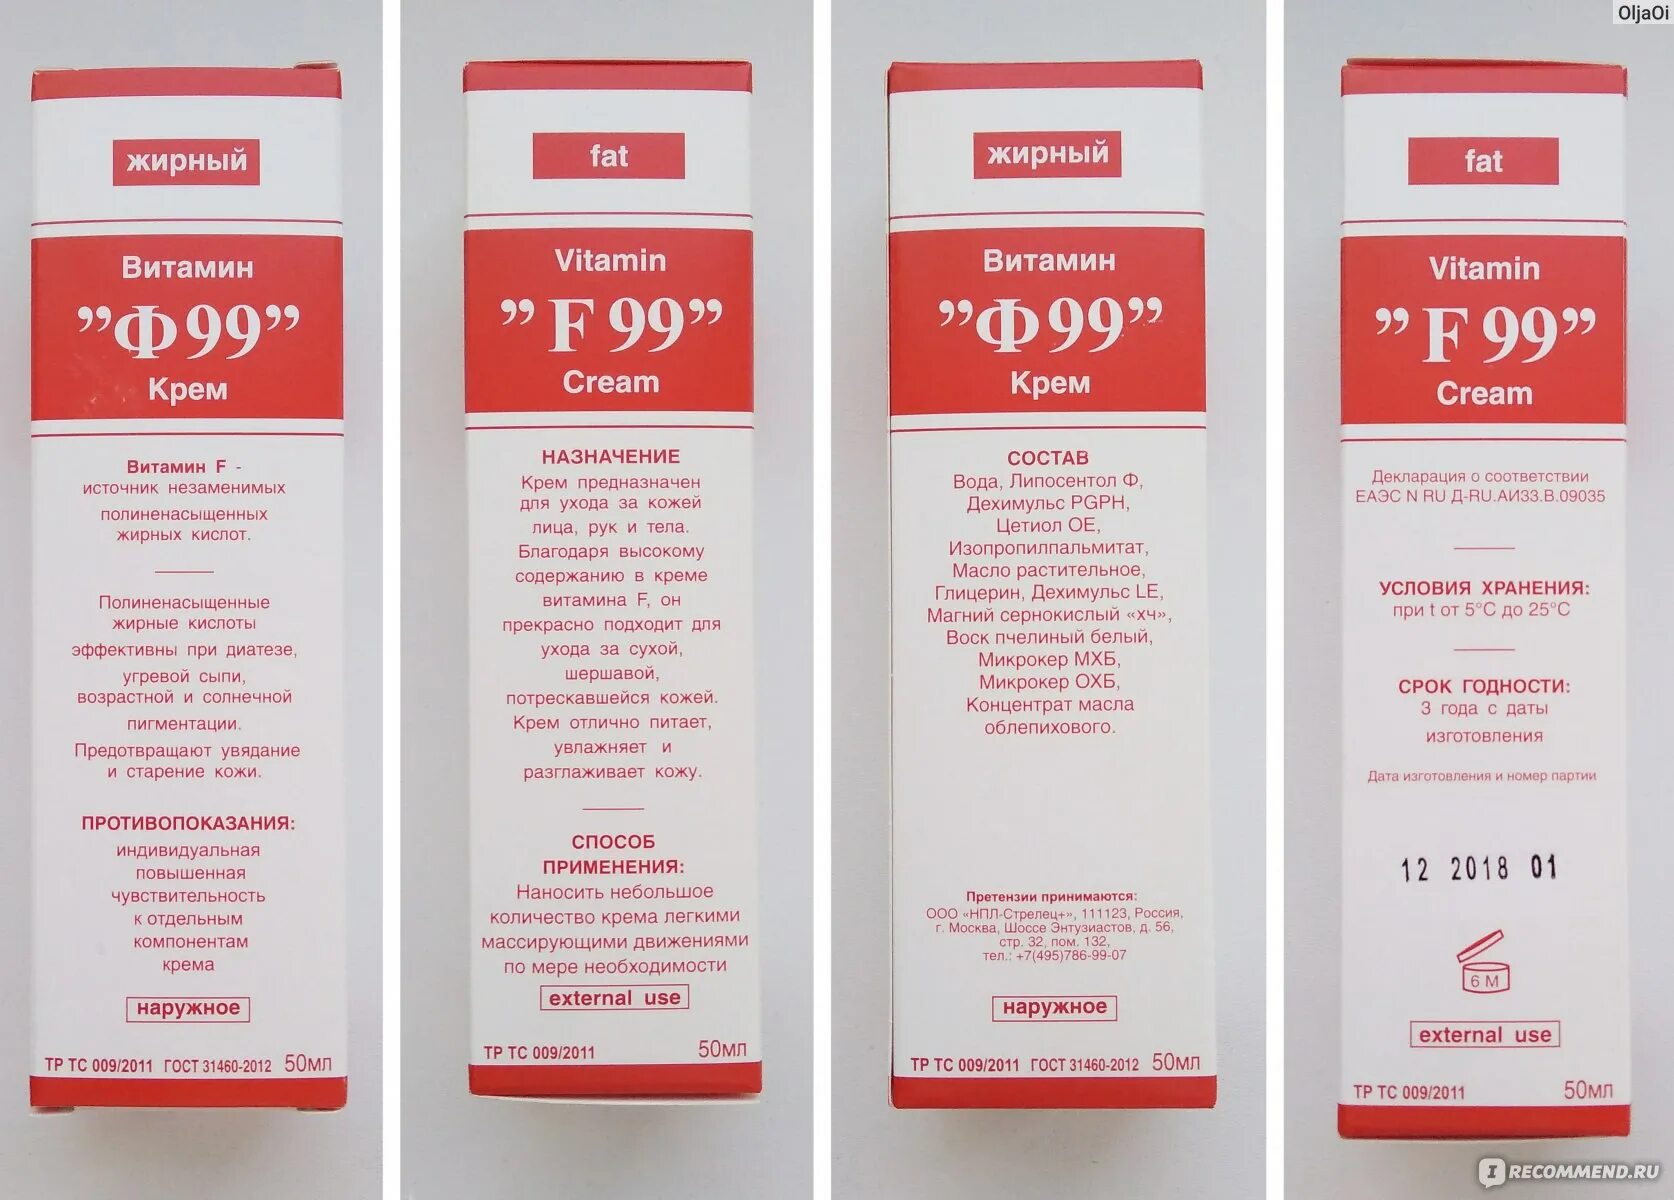 OljaOi
жирный
Витамин
”Ф99”
Крем
Витамин F -
источник незаменимых
полиненасыщенных
жирных кислот.
Полиненасыщенные
жирные кислоты
эффективны при диатезе,
угревой сыпи,
возрастной и солнечной
пигментации.
Предотвращают увядание
и старение кожи.
ПРОТИВОПОКАЗАНИЯ:
индивидуальная
повышенная
чувствительность
к отдельным
компонентам
крема
наружное
ТР ТС 009/2011 ГОСТ 31460-2012 50мл
fat
Vitamin
”F99”
Cream
НАЗНАЧЕНИЕ
Крем предназначен
для ухода за кожей
лица, рук и тела.
Благодаря высокому
содержанию в креме
витамина F, он
прекрасно подходит для
ухода за сухой,
шершавой,
потрескавшейся кожей.
Крем отлично питает,
увлажняет и
разглаживает кожу.
СПОСОБ
ПРИМЕНЕНИЯ:
Наносить небольшое
количество крема легкими
массирующими движениями
по мере необходимости
external use
ТР ТС 009/2011 50мл
жирный
Витамин
”Ф99”
Крем
СОСТАВ
Вода, Липосентол Ф,
Дехимульс PGPH,
Цетиол ОЕ,
Изопропилпальмитат,
Масло растительное,
Глицерин, Дехимульс LE,
Магний сернокислый «хч»,
Воск пчелиный белый,
Микрокер МХБ,
Микрокер ОХБ,
Концентрат масла
облепихового.
Претензии принимаются:
ООО «НПЛ-Стрелец+», 111123, Россия,
г. Москва, Шоссе Энтузиастов, д. 56,
стр. 32, пом. 132,
тел.: +7(495)786-99-07
наружное
ТР ТС 009/2011 ГОСТ 31460-2012 50мл
fat
Vitamin
”F99”
Cream
Декларация о соответствии
ЕАЭС N RU Д-RU.АИ33.В.09035
УСЛОВИЯ ХРАНЕНИЯ:
при t от 5°С до 25°С
СРОК ГОДНОСТИ:
3 года с даты
изготовления
Дата изготовления и номер партии
12 2018 01
6 М
external use
ТР ТС 009/2011 50мл
IRECOMMEND.RU